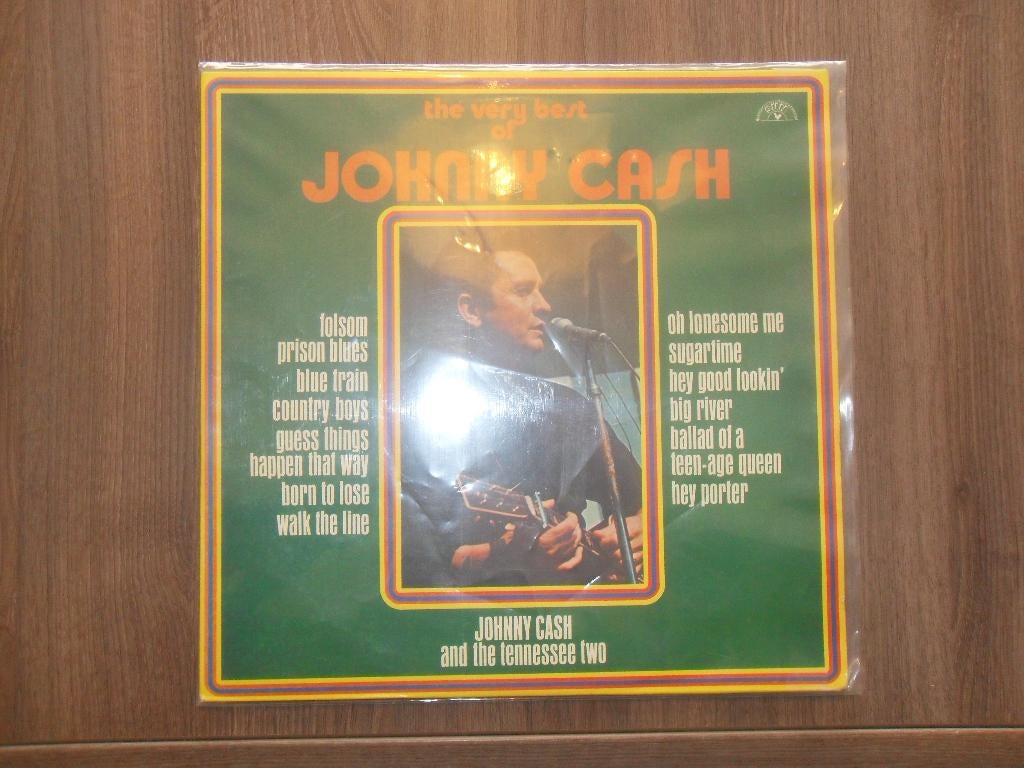 the very best
of
JOHNNY CASH
folsom
prison blues
blue train
country boys
guess things
happen that way
born to lose
walk the line
oh lonesome me
sugartime
hey good lookin'
big river
ballad of a
teen-age queen
hey porter
JOHNNY CASH
and the tennessee two